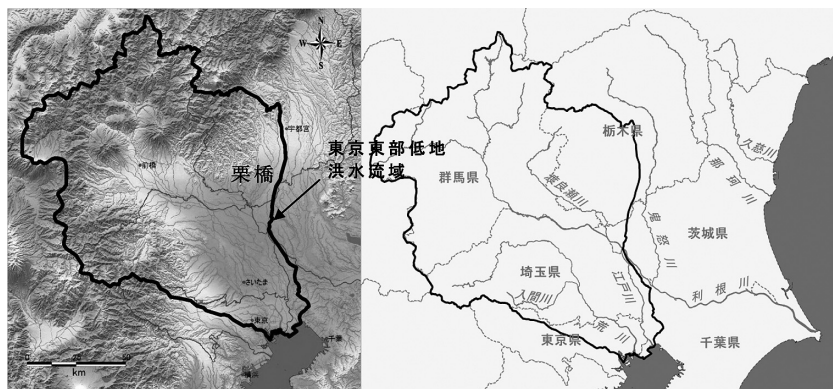 N
W E
S
宇都宮
東京東部低地
洪水流域
栗橋
前橋
さいたま
東京
千葉
横浜
km
栃木県
久慈川
那珂川
群馬県
渡良瀬川
鬼怒川
茨城県
埼玉県
江戸川
利根川
入間川
荒川
東京県
千葉県